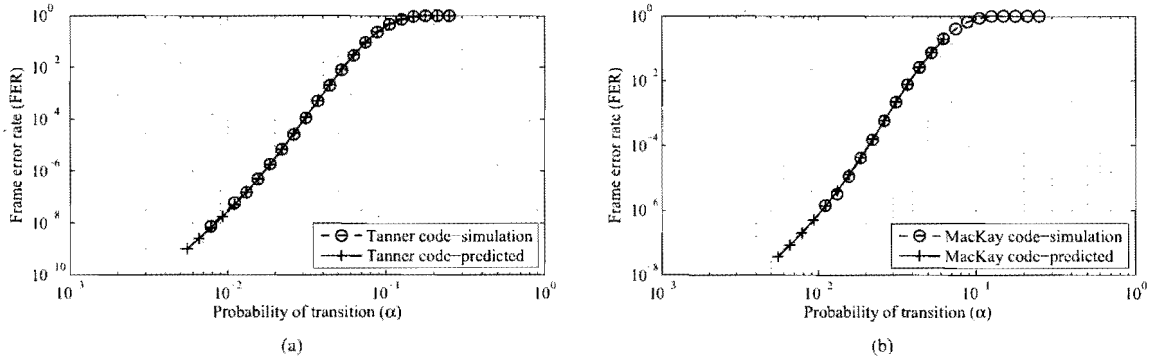 10^0
10^2
10^4
10^6
10^8
10^10
Frame error rate (FER)
Tanner code-simulation
Tanner code-predicted
10^3
10^-2
10^-1
10^0
Probability of transition (α)
(a)
10^0
10^-2
10^-4
10^-6
10^-8
Frame error rate (FER)
MacKay code-simulation
MacKay code-predicted
10^3
10^-2
10^-1
10^0
Probability of transition (α)
(b)